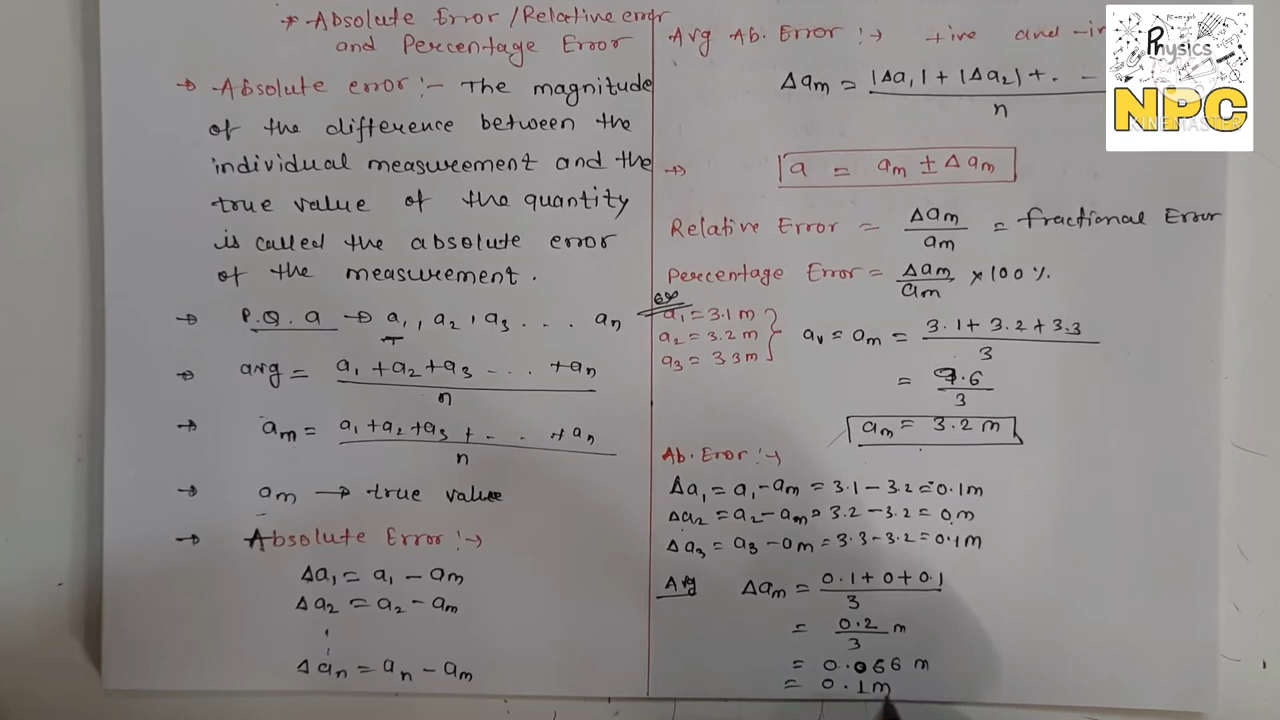 * Absolute Error / Relative error
and Percentage Error
→ Absolute error :- The magnitude
of the difference between the
individual measurement and the
true value of the quantity
is called the absolute error
of the measurement.
→ P.Q. a → a₁, a₂, a₃ . . . . aₙ
→ avg = a₁ + a₂ + a₃ - . . . + aₙ / n
→ aₘ = a₁ + a₂ + a₃ + - . . + aₙ / n
→ aₘ → true value
→ Absolute Error :→
Δa₁ = a₁ - aₘ
Δa₂ = a₂ - aₘ
Δaₙ = aₙ - aₘ
Avg Ab. Error :→ +ive and -i
Δaₘ = |Δa₁| + |Δa₂| + . - / n
→ a = aₘ ± Δaₘ
Relative Error = Δaₘ / aₘ = fractional Error
Percentage Error = Δaₘ / aₘ × 100 %.
Ex
a₁ = 3.1 m
a₂ = 3.2 m
a₃ = 3.3 m
aᵥ = aₘ = 3.1 + 3.2 + 3.3 / 3
= 9.6 / 3
aₘ = 3.2 m
Ab. Eror :→
Δa₁ = a₁ - aₘ = 3.1 - 3.2 = -0.1m
Δa₂ = a₂ - aₘ = 3.2 - 3.2 = 0 m
Δa₃ = a₃ - aₘ = 3.3 - 3.2 = 0.1m
Avg Δaₘ = 0.1 + 0 + 0.1 / 3
= 0.2 / 3 m
= 0.066 m
= 0.1m
Physics
NPC
KINEMASTER